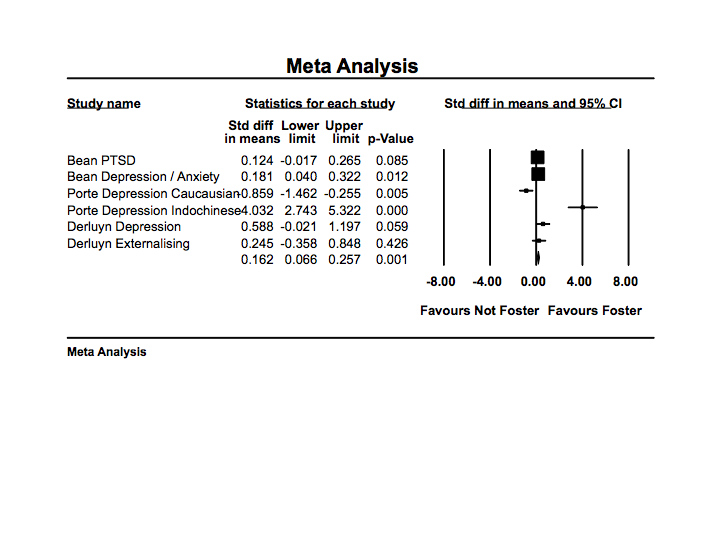 Meta Analysis
Study name Statistics for each study Std diff in means and 95% CI
Std diff Lower Upper
in means limit limit p-Value
Bean PTSD 0.124 -0.017 0.265 0.085
Bean Depression / Anxiety 0.181 0.040 0.322 0.012
Porte Depression Caucausian-0.859 -1.462 -0.255 0.005
Porte Depression Indochinese4.032 2.743 5.322 0.000
Derluyn Depression 0.588 -0.021 1.197 0.059
Derluyn Externalising 0.245 -0.358 0.848 0.426
0.162 0.066 0.257 0.001
-8.00 -4.00 0.00 4.00 8.00
Favours Not Foster Favours Foster
Meta Analysis